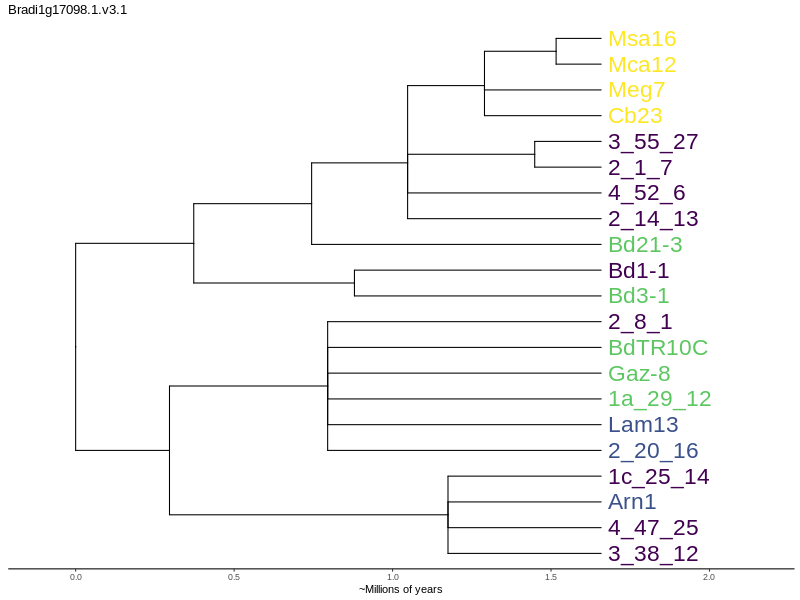 Bradi1g17098.1.v3.1
Msa16
Mca12
Meg7
Cb23
3_55_27
2_1_7
4_52_6
2_14_13
Bd21-3
Bd1-1
Bd3-1
2_8_1
BdTR10C
Gaz-8
1a_29_12
Lam13
2_20_16
1c_25_14
Arn1
4_47_25
3_38_12
0.0 0.5 1.0 1.5 2.0
~Millions of years